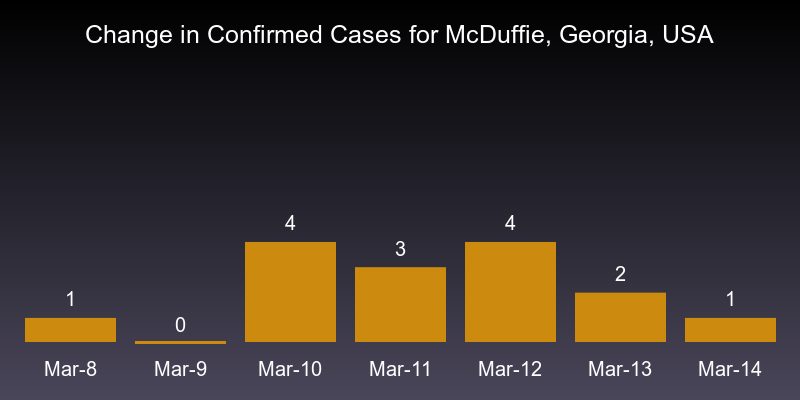 Change in Confirmed Cases for McDuffie, Georgia, USA
1 0 4 3 4 2 1
Mar-8 Mar-9 Mar-10 Mar-11 Mar-12 Mar-13 Mar-14